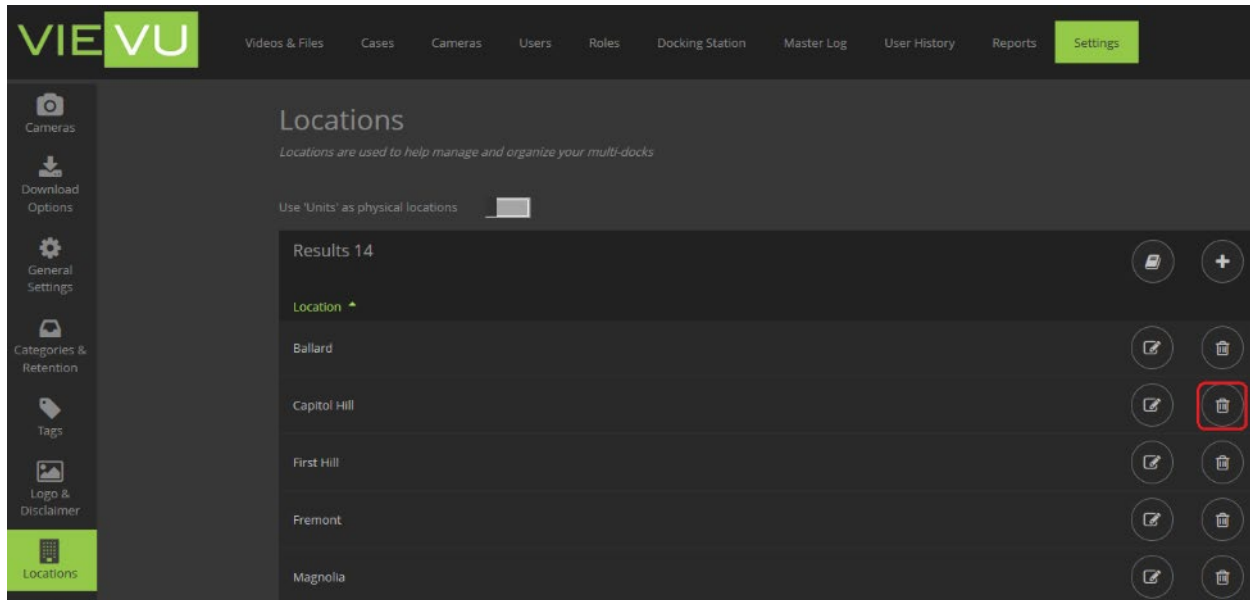 VIEVU
Videos & Files Cases Cameras Users Roles Docking Station Master Log User History Reports Settings
Cameras
Download
Options
General
Settings
Categories &
Retention
Tags
Logo &
Disclaimer
Locations
Locations
Locations are used to help manage and organize your multi-docks
Use 'Units' as physical locations
Results 14
Location
Ballard
Capitol Hill
First Hill
Fremont
Magnolia